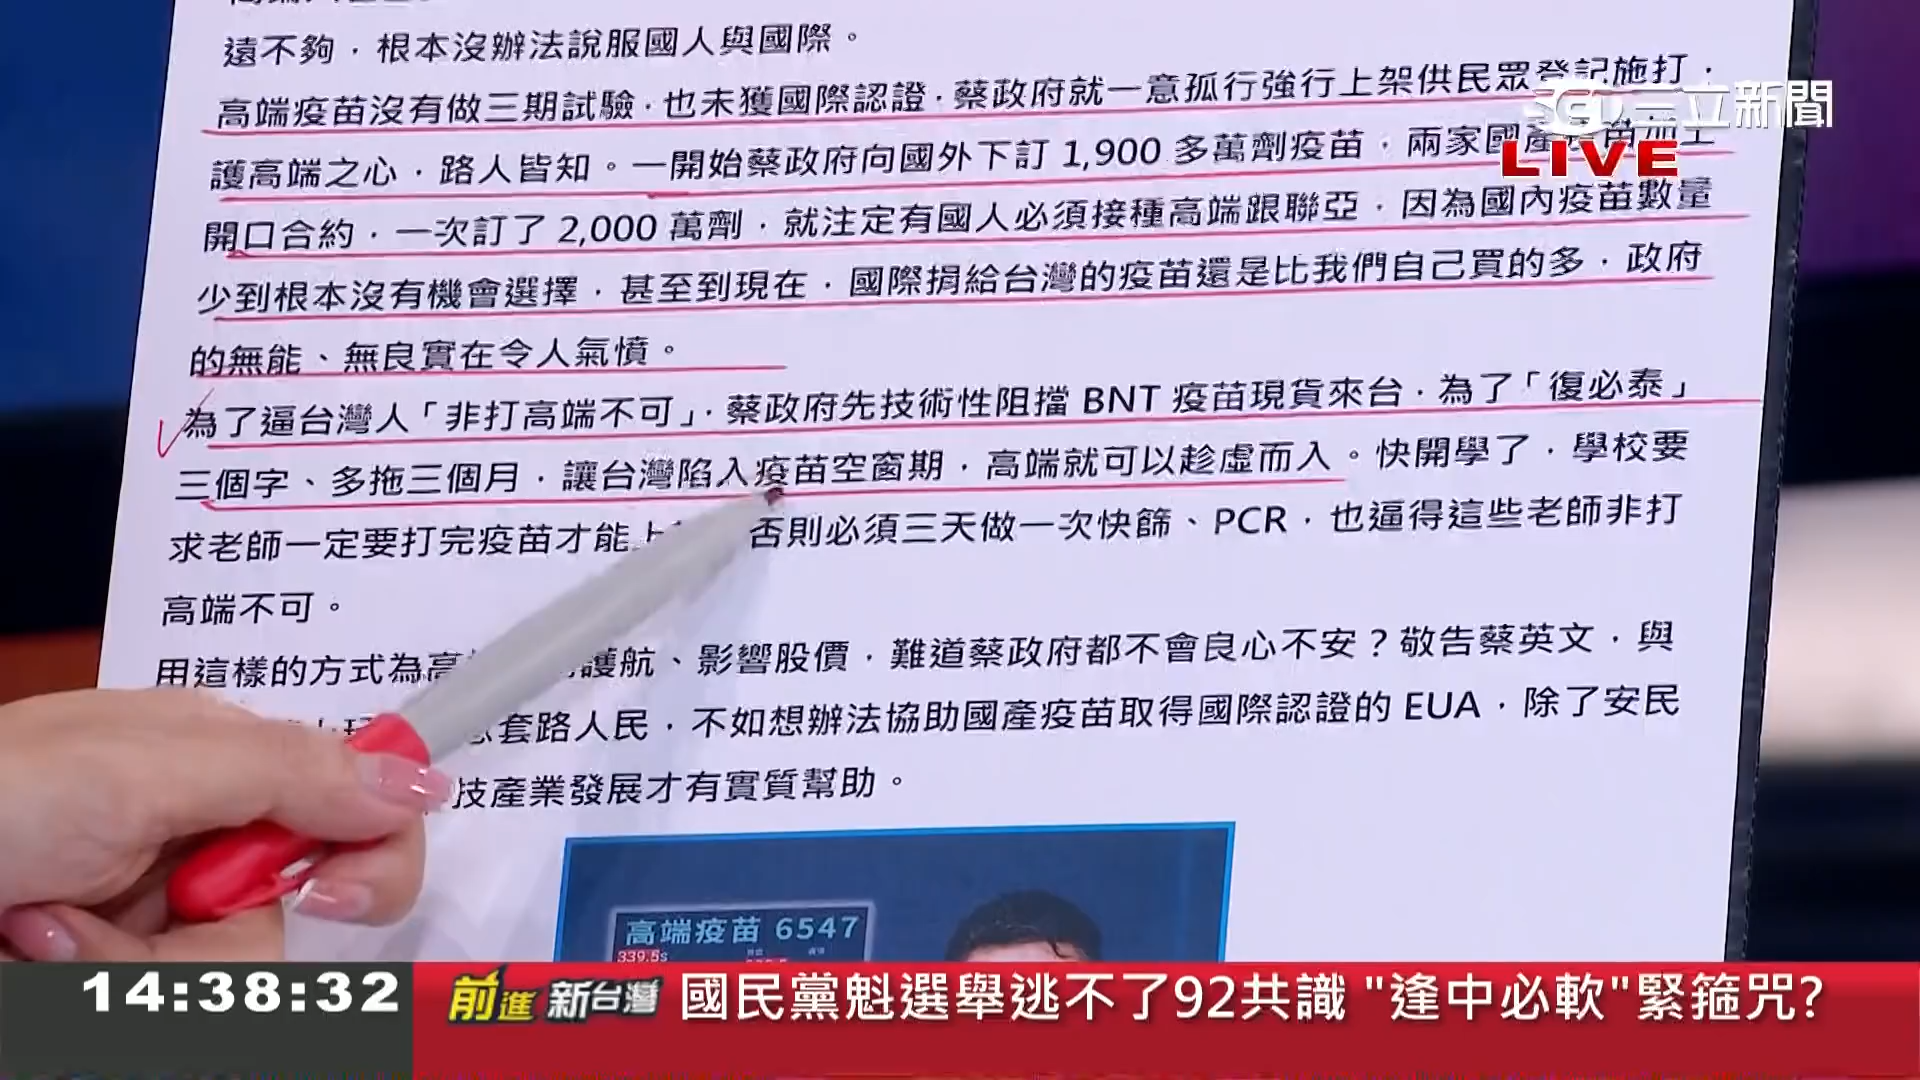 遠不夠，根本沒辦法說服國人與國際。
高端疫苗沒有做三期試驗，也未獲國際認證，蔡政府就一意孤行強行上架供民眾登記施打，
護高端之心，路人皆知。一開始蔡政府向國外下訂 1,900 多萬劑疫苗，兩家國產疫苗加上
開口合約，一次訂了 2,000 萬劑，就注定有國人必須接種高端跟聯亞，因為國內疫苗數量
少到根本沒有機會選擇，甚至到現在，國際捐給台灣的疫苗還是比我們自己買的多，政府
的無能、無良實在令人氣憤。
為了逼台灣人「非打高端不可」，蔡政府先技術性阻擋 BNT 疫苗現貨來台，為了「復必泰」
三個字、多拖三個月，讓台灣陷入疫苗空窗期，高端就可以趁虛而入。快開學了，學校要
求老師一定要打完疫苗才能上 否則必須三天做一次快篩、PCR，也逼得這些老師非打
高端不可。
用這樣的方式為高 護航、影響股價，難道蔡政府都不會良心不安？敬告蔡英文，與
套路人民，不如想辦法協助國產疫苗取得國際認證的 EUA，除了安民
技產業發展才有實質幫助。
高端疫苗 6547
339.5s
三立新聞
LIVE
14:38:32
前進新台灣
國民黨魁選舉逃不了92共識 "逢中必軟"緊箍咒?